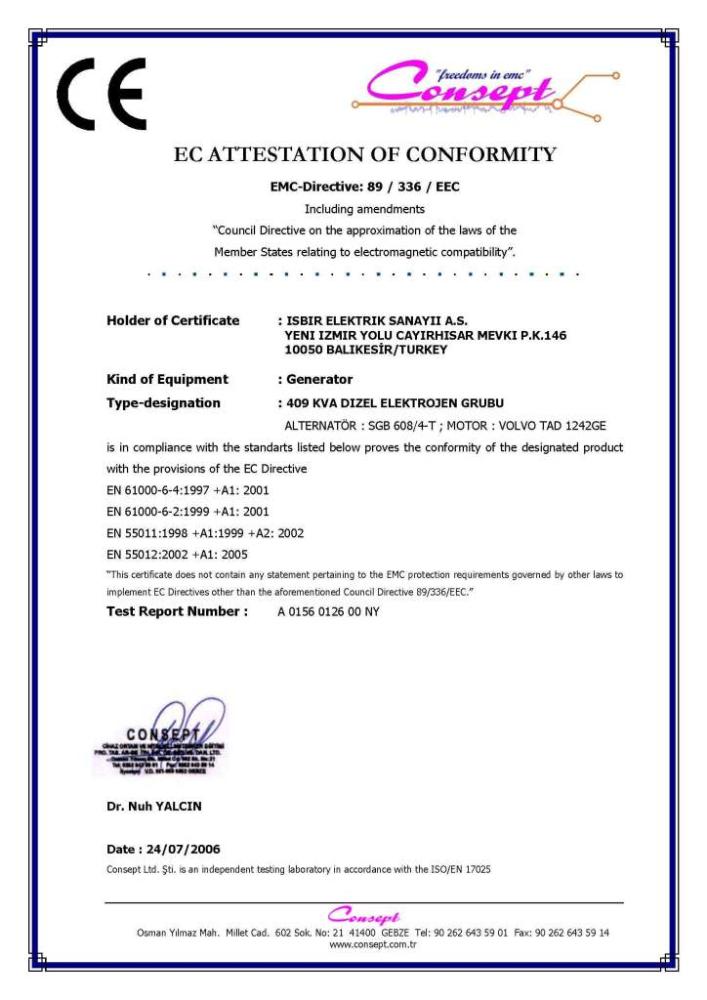 CE
"freedoms in emc"
Consept
EC ATTESTATION OF CONFORMITY
EMC-Directive: 89 / 336 / EEC
Including amendments
"Council Directive on the approximation of the laws of the
Member States relating to electromagnetic compatibility".
Holder of Certificate : ISBIR ELEKTRIK SANAYII A.S.
YENI IZMIR YOLU CAYIRHISAR MEVKI P.K.146
10050 BALIKESİR/TURKEY
Kind of Equipment : Generator
Type-designation : 409 KVA DIZEL ELEKTROJEN GRUBU
ALTERNATÖR : SGB 608/4-T ; MOTOR : VOLVO TAD 1242GE
is in compliance with the standarts listed below proves the conformity of the designated product
with the provisions of the EC Directive
EN 61000-6-4:1997 +A1: 2001
EN 61000-6-2:1999 +A1: 2001
EN 55011:1998 +A1:1999 +A2: 2002
EN 55012:2002 +A1: 2005
"This certificate does not contain any statement pertaining to the EMC protection requirements governed by other laws to
implement EC Directives other than the aforementioned Council Directive 89/336/EEC."
Test Report Number : A 0156 0126 00 NY
CONSEPT
Dr. Nuh YALCIN
Date : 24/07/2006
Consept Ltd. Şti. is an independent testing laboratory in accordance with the ISO/EN 17025
Consept
Osman Yılmaz Mah. Millet Cad. 602 Sok. No: 21 41400 GEBZE Tel: 90 262 643 59 01 Fax: 90 262 643 59 14
www.consept.com.tr